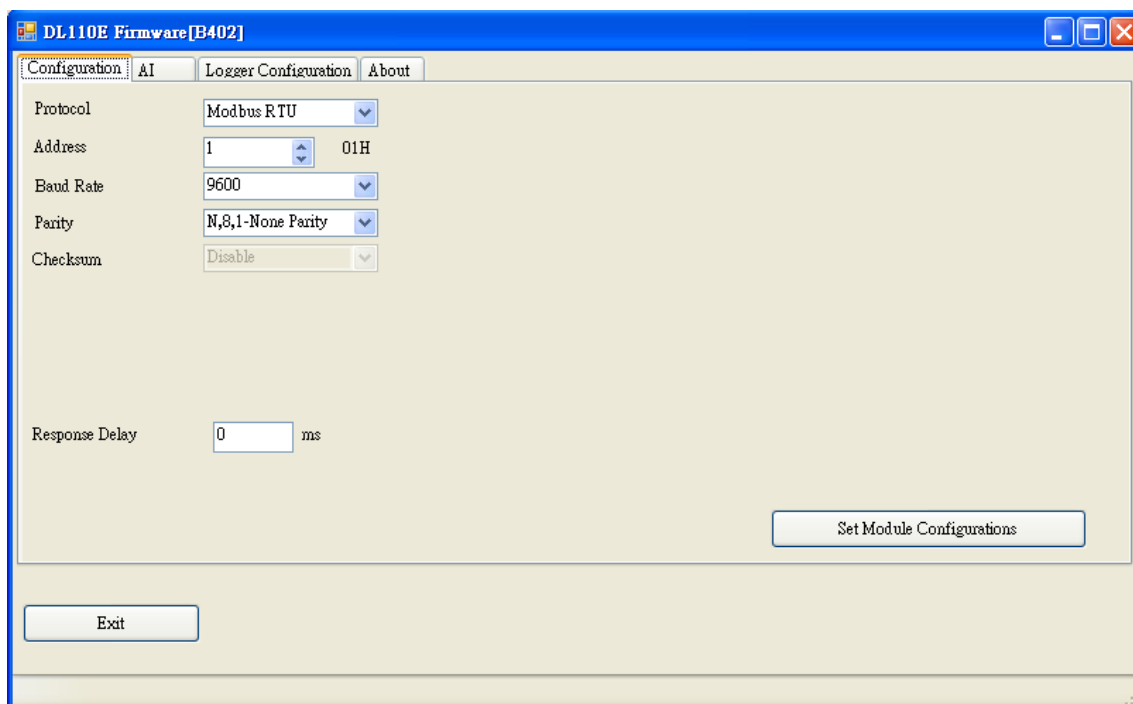 DL110E Firmware[B402]
Configuration AI Logger Configuration About
Protocol Modbus RTU
Address 1 01H
Baud Rate 9600
Parity N,8,1-None Parity
Checksum Disable
Response Delay 0 ms
Set Module Configurations
Exit